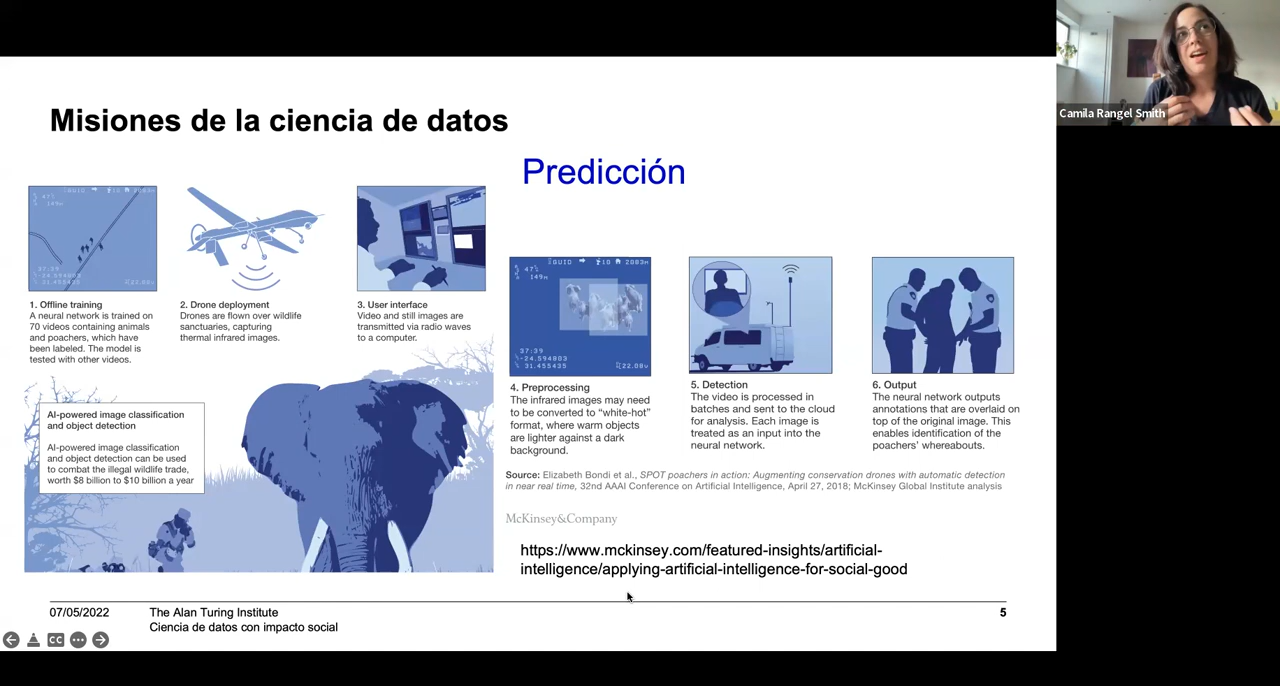 Camila Rangel Smith
Misiones de la ciencia de datos
Predicción
1. Offline training
A neural network is trained on
70 videos containing animals
and poachers, which have
been labeled. The model is
tested with other videos.
2. Drone deployment
Drones are flown over wildlife
sanctuaries, capturing
thermal infrared images.
3. User interface
Video and still images are
transmitted via radio waves
to a computer.
AI-powered image classification
and object detection
AI-powered image classification
and object detection can be used
to combat the illegal wildlife trade,
worth $8 billion to $10 billion a year
37:39
-24.594803
31.455435
22.08v
4. Preprocessing
The infrared images may need
to be converted to “white-hot”
format, where warm objects
are lighter against a dark
background.
5. Detection
The video is processed in
batches and sent to the cloud
for analysis. Each image is
treated as an input into the
neural network.
6. Output
The neural network outputs
annotations that are overlaid on
top of the original image. This
enables identification of the
poachers’ whereabouts.
Source: Elizabeth Bondi et al., SPOT poachers in action: Augmenting conservation drones with automatic detection
in near real time, 32nd AAAI Conference on Artificial Intelligence, April 27, 2018; McKinsey Global Institute analysis
McKinsey&Company
https://www.mckinsey.com/featured-insights/artificial-
intelligence/applying-artificial-intelligence-for-social-good
07/05/2022
The Alan Turing Institute
Ciencia de datos con impacto social
5
CC